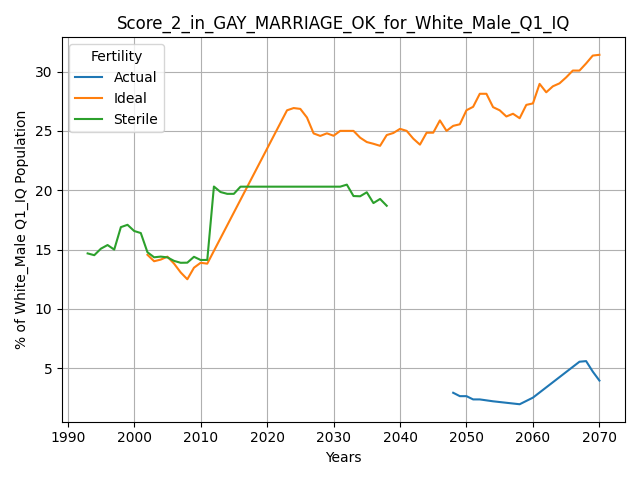 Score_2_in_GAY_MARRIAGE_OK_for_White_Male_Q1_IQ
Fertility
Actual
Ideal
Sterile
% of White_Male Q1_IQ Population
30
25
20
15
10
5
1990 2000 2010 2020 2030 2040 2050 2060 2070
Years